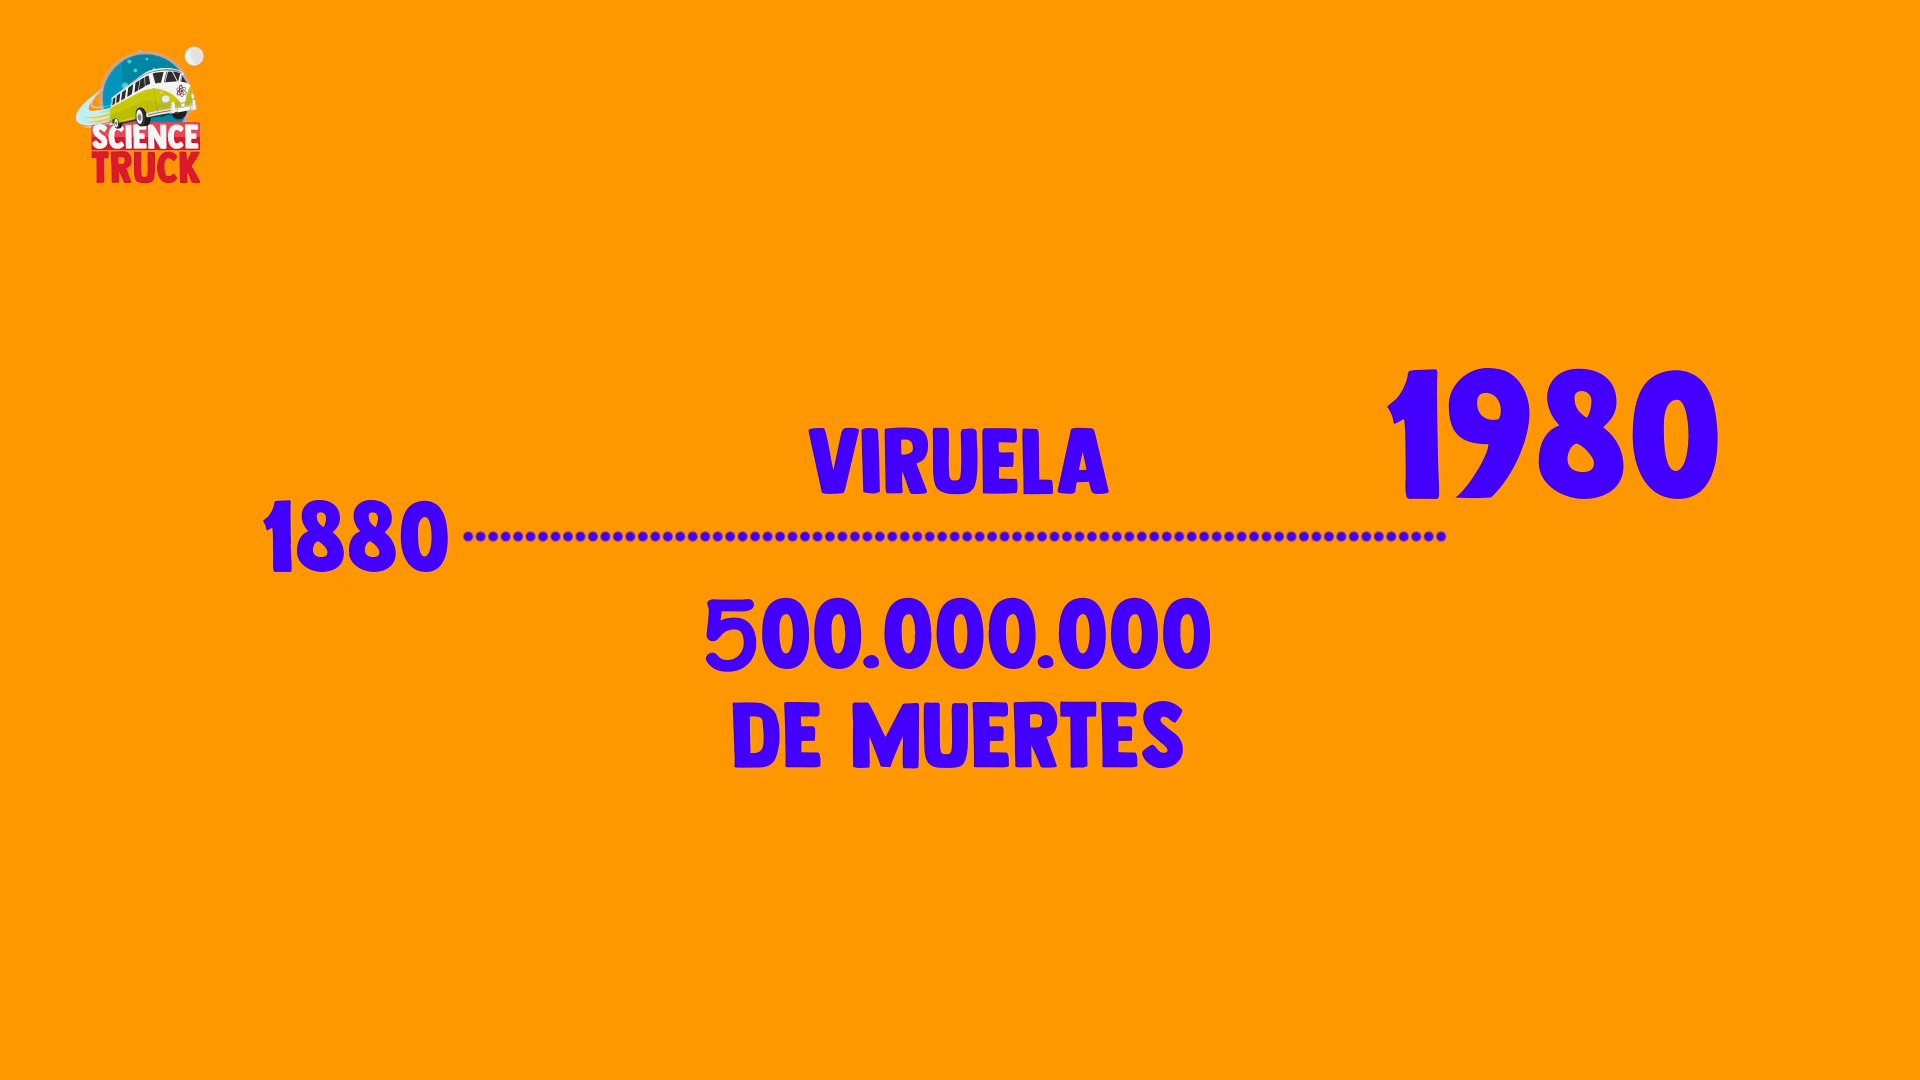 SCIENCE
TRUCK
1980
VIRUELA
1880
500.000.000
DE MUERTES